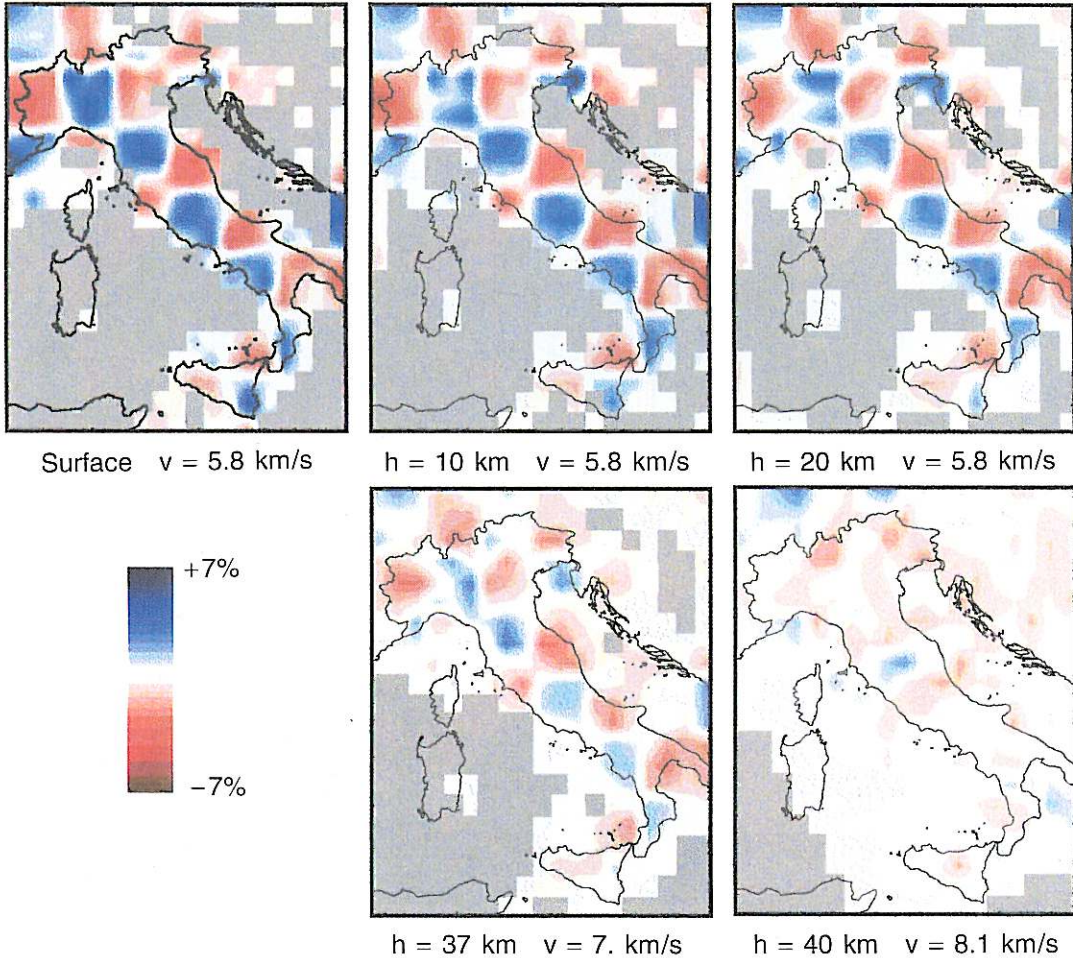 Surface v = 5.8 km/s
h = 10 km v = 5.8 km/s
h = 20 km v = 5.8 km/s
+7%
−7%
h = 37 km v = 7. km/s
h = 40 km v = 8.1 km/s